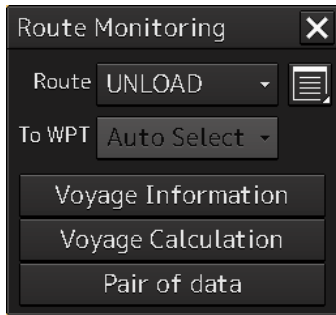 Route Monitoring
Route UNLOAD
To WPT Auto Select
Voyage Information
Voyage Calculation
Pair of data